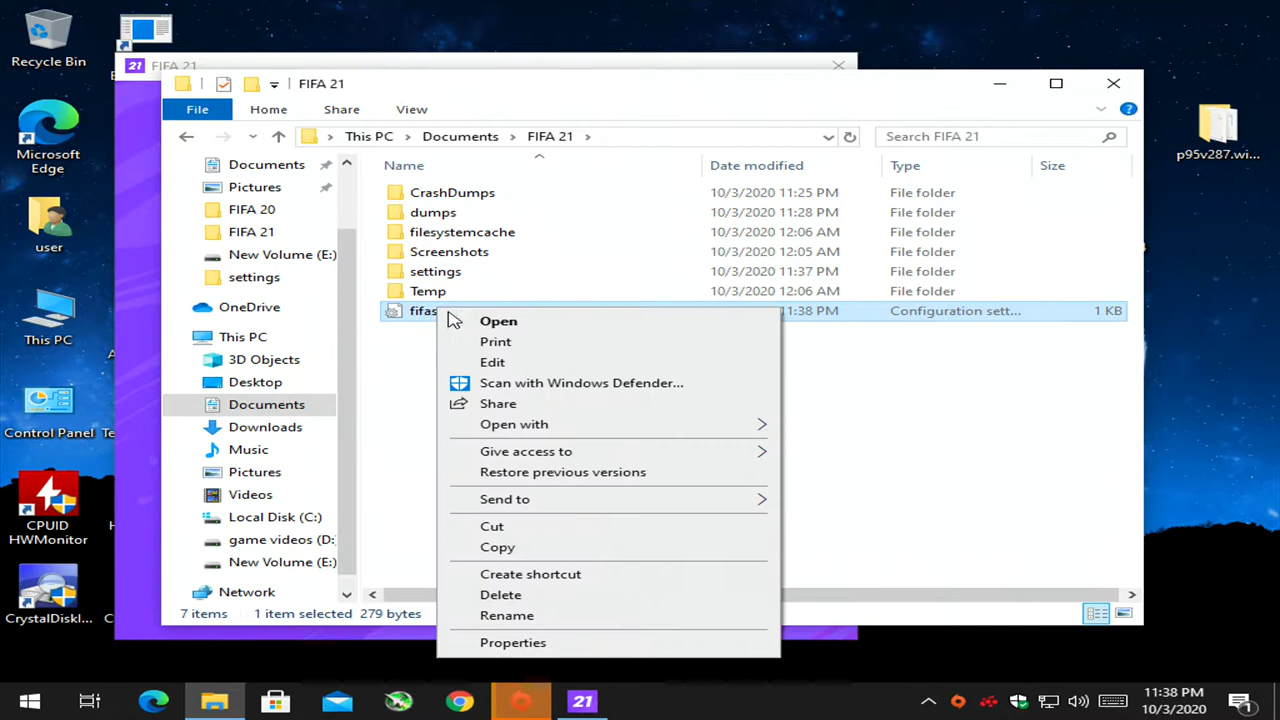 Recycle Bin
Microsoft
Edge
user
This PC
Control Panel
CPUID
HWMonitor
CrystalDiskI...
p95v287.wi...
21 FIFA 21
FIFA 21
File Home Share View
This PC Documents FIFA 21
Search FIFA 21
Documents
Pictures
FIFA 20
FIFA 21
New Volume (E:)
settings
OneDrive
This PC
3D Objects
Desktop
Documents
Downloads
Music
Pictures
Videos
Local Disk (C:)
game videos (D:
New Volume (E:)
Network
Name Date modified Type Size
CrashDumps 10/3/2020 11:25 PM File folder
dumps 10/3/2020 11:28 PM File folder
filesystemcache 10/3/2020 12:06 AM File folder
Screenshots 10/3/2020 12:05 AM File folder
settings 10/3/2020 11:37 PM File folder
Temp 10/3/2020 12:06 AM File folder
fifas 11:38 PM Configuration sett... 1 KB
Open
Print
Edit
Scan with Windows Defender...
Share
Open with
Give access to
Restore previous versions
Send to
Cut
Copy
Create shortcut
Delete
Rename
Properties
7 items 1 item selected 279 bytes
21
11:38 PM
10/3/2020
1